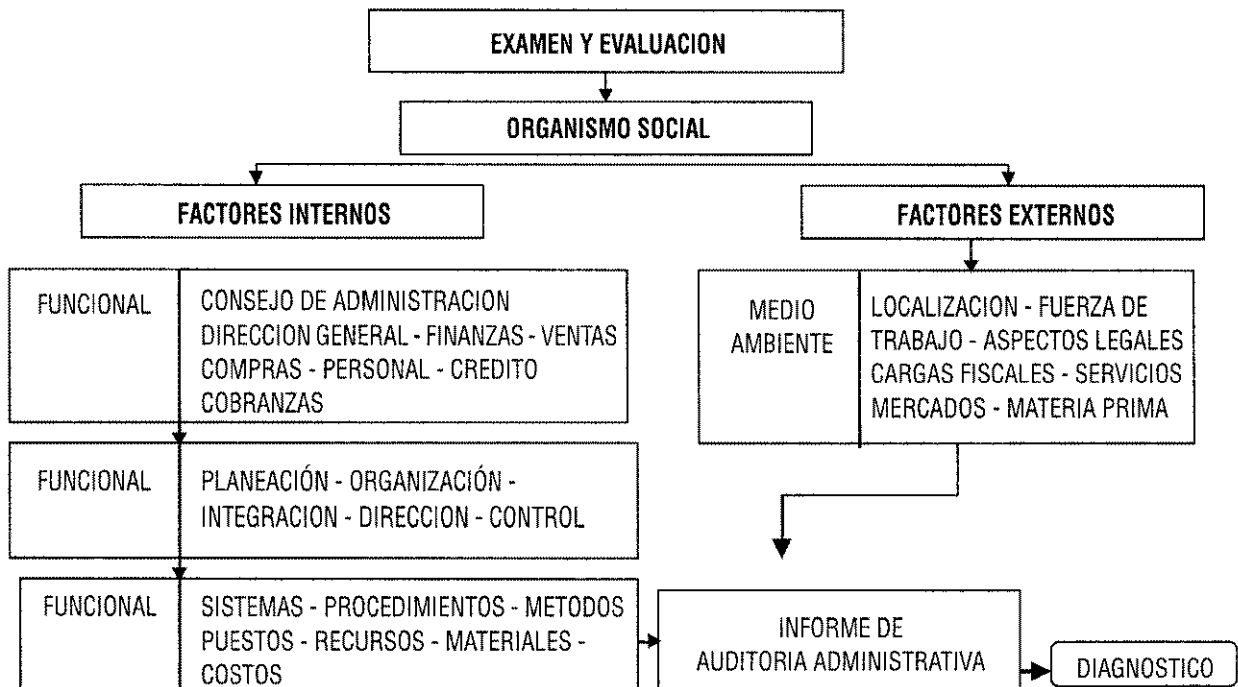 EXAMEN Y EVALUACION
ORGANISMO SOCIAL
FACTORES INTERNOS
FACTORES EXTERNOS
FUNCIONAL
CONSEJO DE ADMINISTRACION
DIRECCION GENERAL - FINANZAS - VENTAS
COMPRAS - PERSONAL - CREDITO
COBRANZAS
MEDIO
AMBIENTE
LOCALIZACION - FUERZA DE
TRABAJO - ASPECTOS LEGALES
CARGAS FISCALES - SERVICIOS
MERCADOS - MATERIA PRIMA
FUNCIONAL
PLANEACIÓN - ORGANIZACIÓN -
INTEGRACION - DIRECCION - CONTROL
FUNCIONAL
SISTEMAS - PROCEDIMIENTOS - METODOS
PUESTOS - RECURSOS - MATERIALES -
COSTOS
INFORME DE
AUDITORIA ADMINISTRATIVA
DIAGNOSTICO